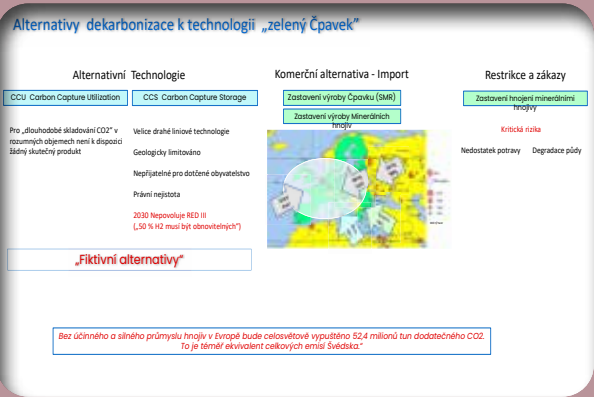 Alternativy dekarbonizace k technologii „zelený Čpavek“
Alternativní Technologie
CCU Carbon Capture Utilization
CCS Carbon Capture Storage
Pro „dlouhodobé skladování CO2“ v
rozumných objemech není k dispozici
žádný skutečný produkt
Velice drahé liniové technologie
Geologicky limitováno
Nepřijatelné pro dotčené obyvatelstvo
Právní nejistota
2030 Nepovoluje RED III
(„50 % H2 musí být obnovitelných“)
„Fiktivní alternativy“
Komerční alternativa - Import
Zastavení výroby Čpavku (SMR)
Zastavení výroby Minerálních
hnojiv
Restrikce a zákazy
Zastavení hnojení minerálními
hnojivy
Kritická rizika
Nedostatek potravy Degradace půdy
Bez účinného a silného průmyslu hnojiv v Evropě bude celosvětově vypuštěno 52,4 milionů tun dodatečného CO2.
To je téměř ekvivalent celkových emisí Švédska.“